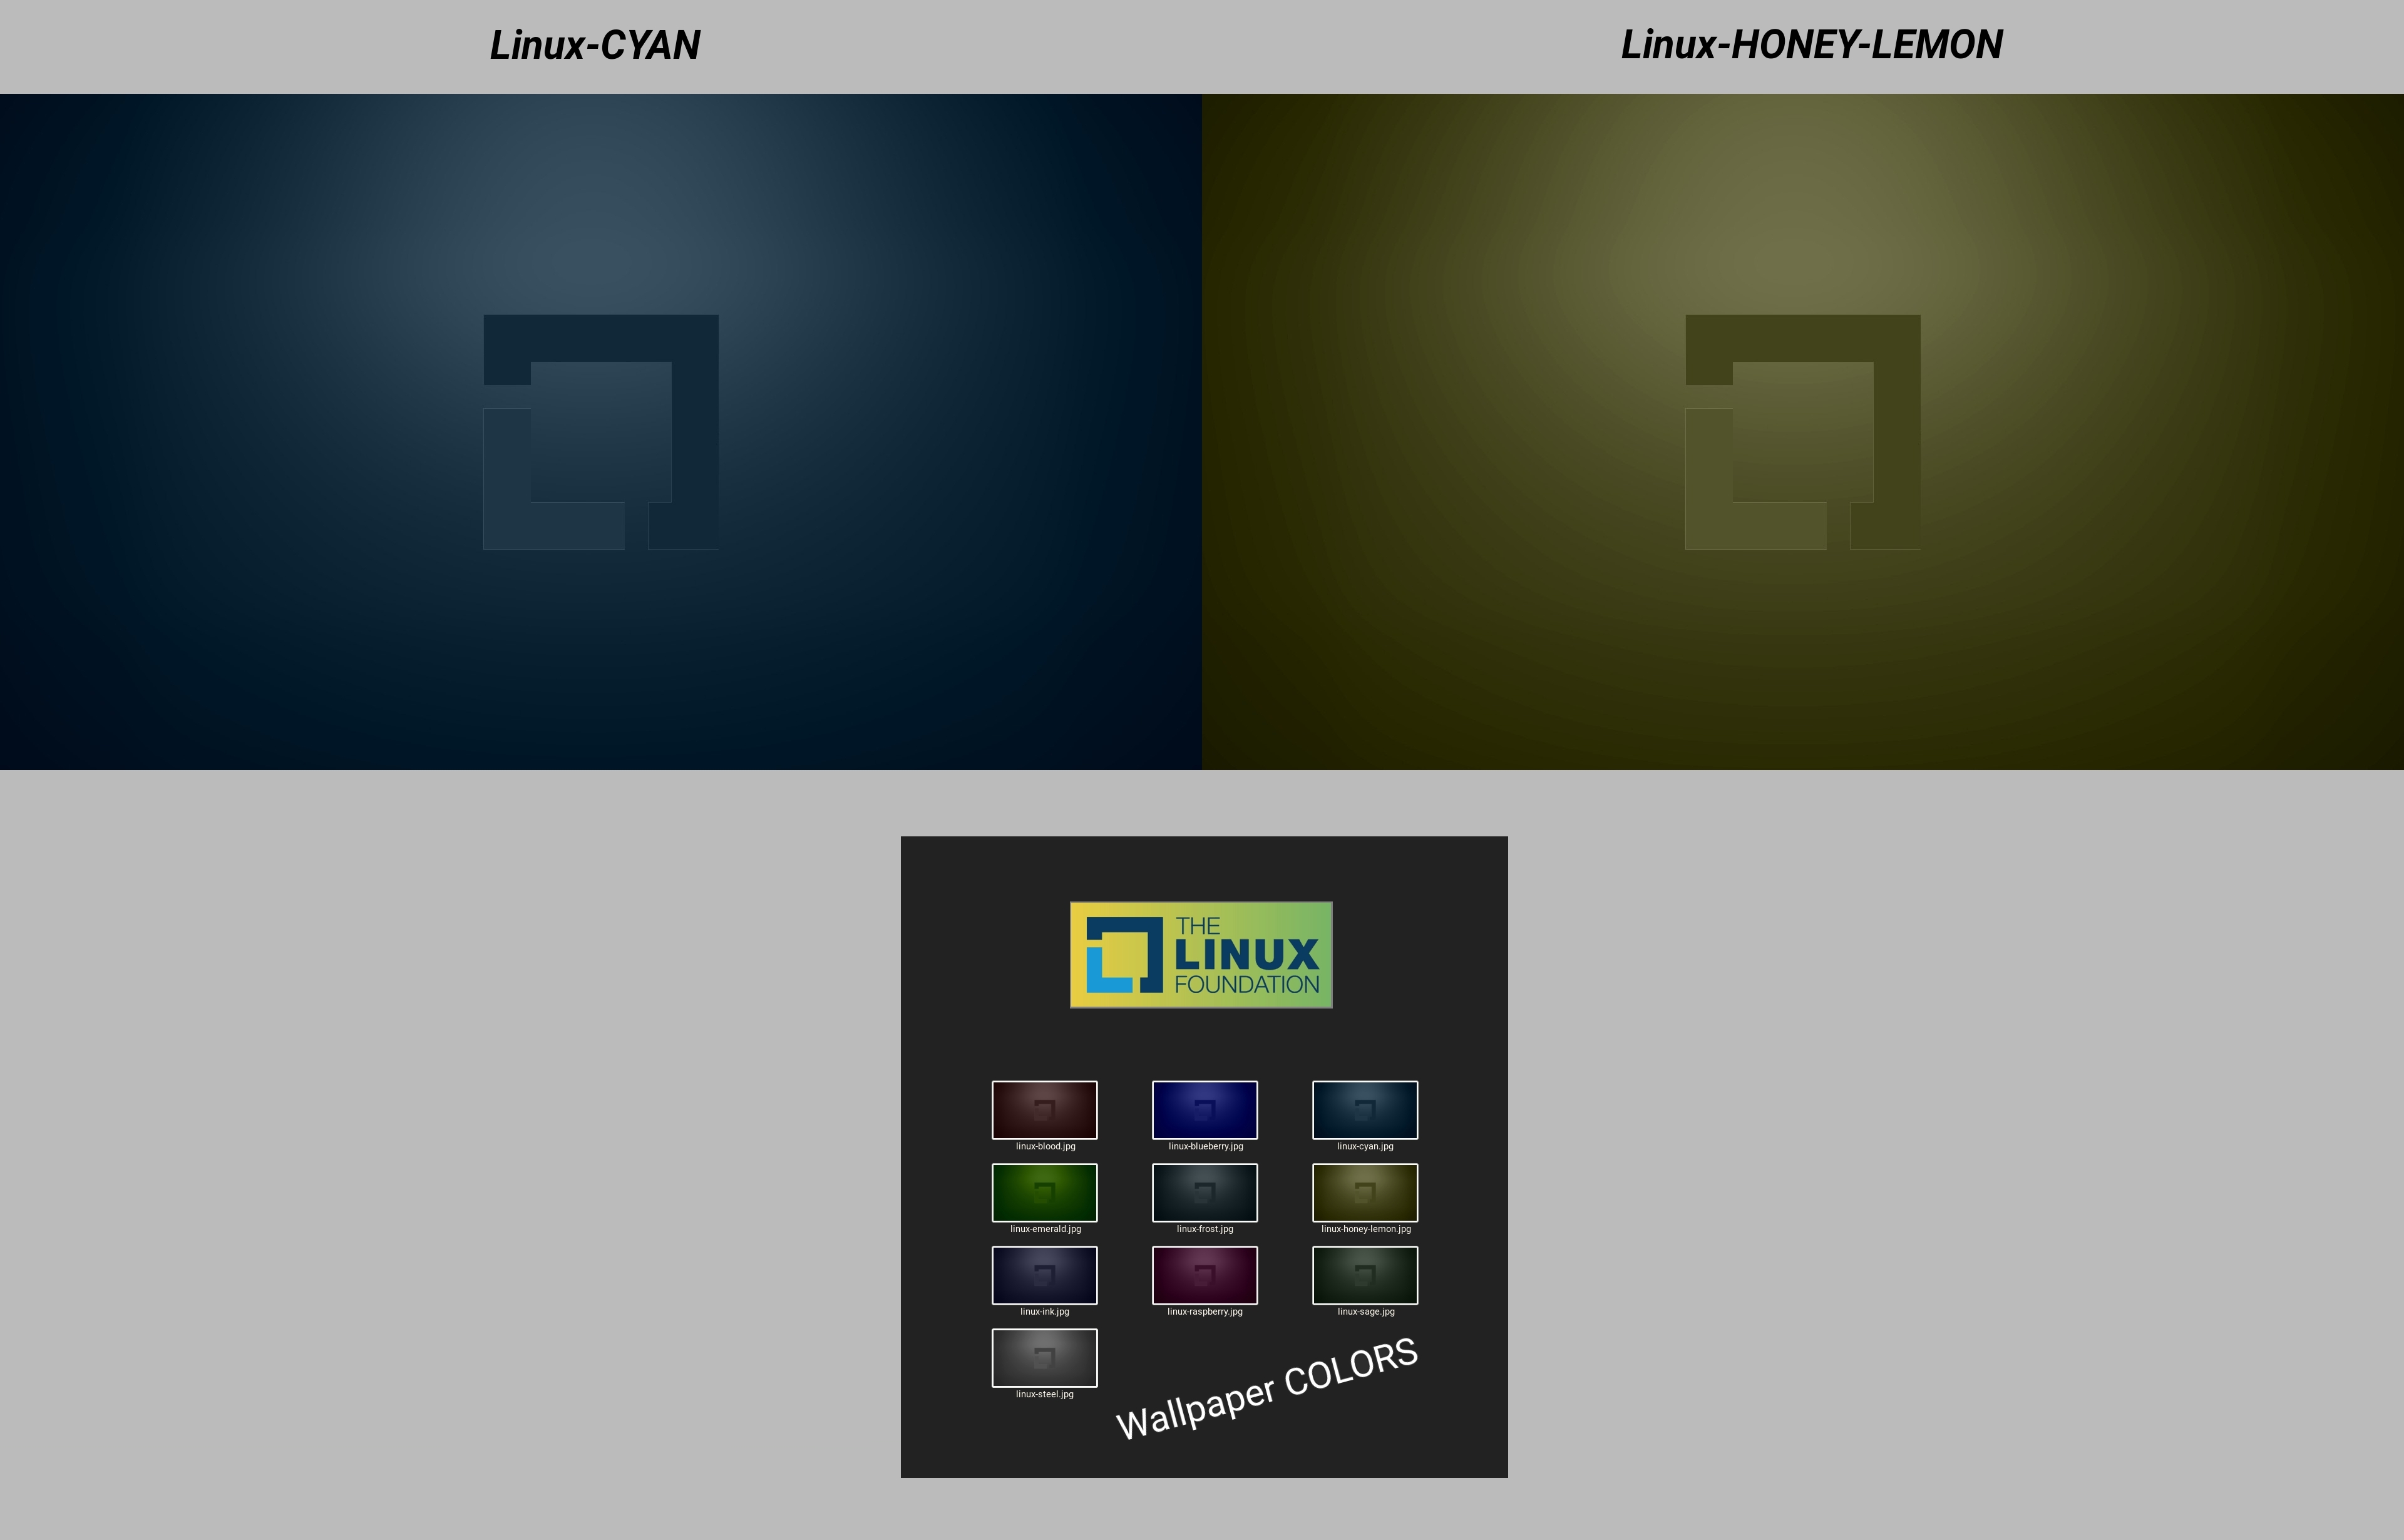 Linux-CYAN
Linux-HONEY-LEMON
THE
LINUX
FOUNDATION
linux-blood.jpg
linux-blueberry.jpg
linux-cyan.jpg
linux-emerald.jpg
linux-frost.jpg
linux-honey-lemon.jpg
linux-ink.jpg
linux-raspberry.jpg
linux-sage.jpg
linux-steel.jpg
Wallpaper COLORS